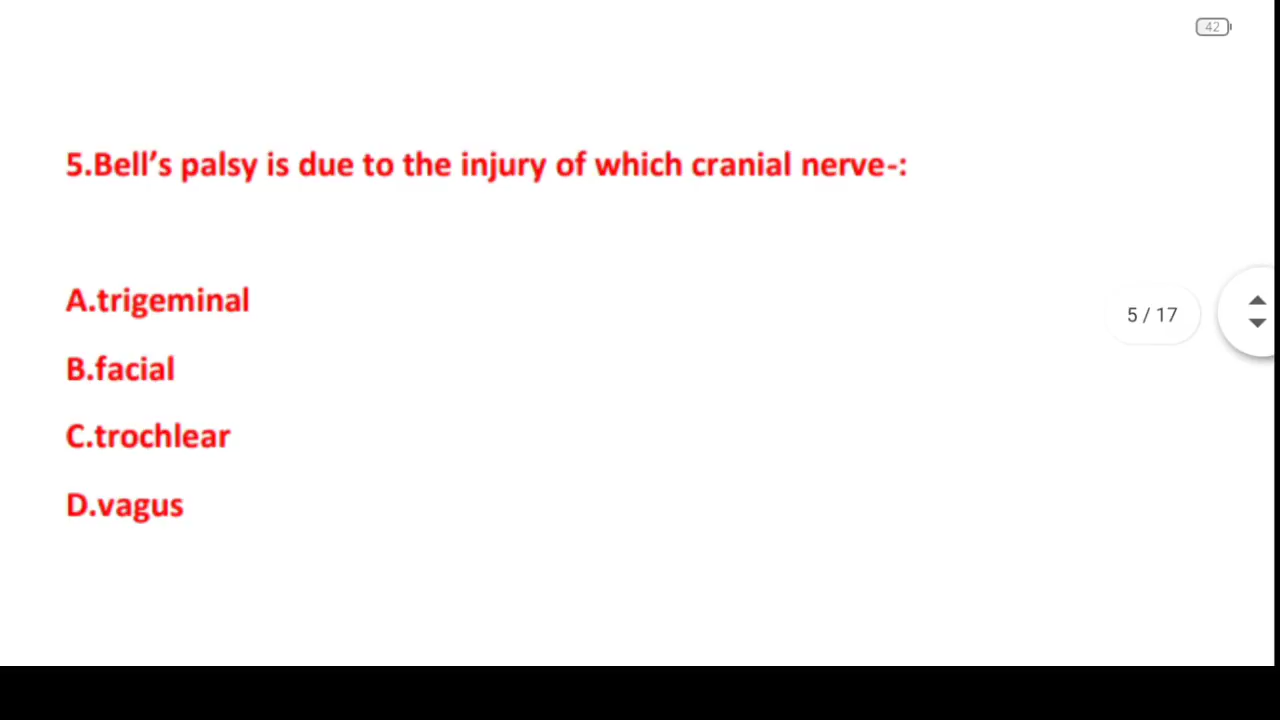 42
5.Bell’s palsy is due to the injury of which cranial nerve-:
A.trigeminal
5 / 17
B.facial
C.trochlear
D.vagus